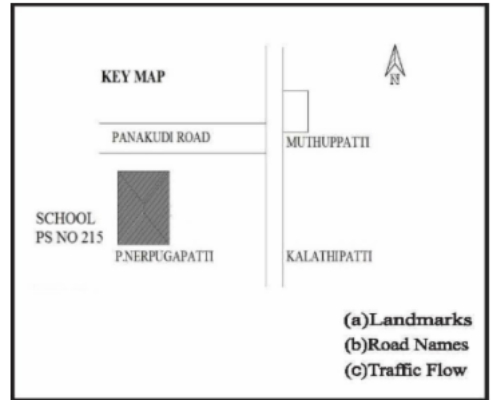 N
KEY MAP
PANAKUDI ROAD
MUTHUPPATTI
SCHOOL
PS NO 215
P.NERPUGAPATTI
KALATHIPATTI
(a)Landmarks
(b)Road Names
(c)Traffic Flow